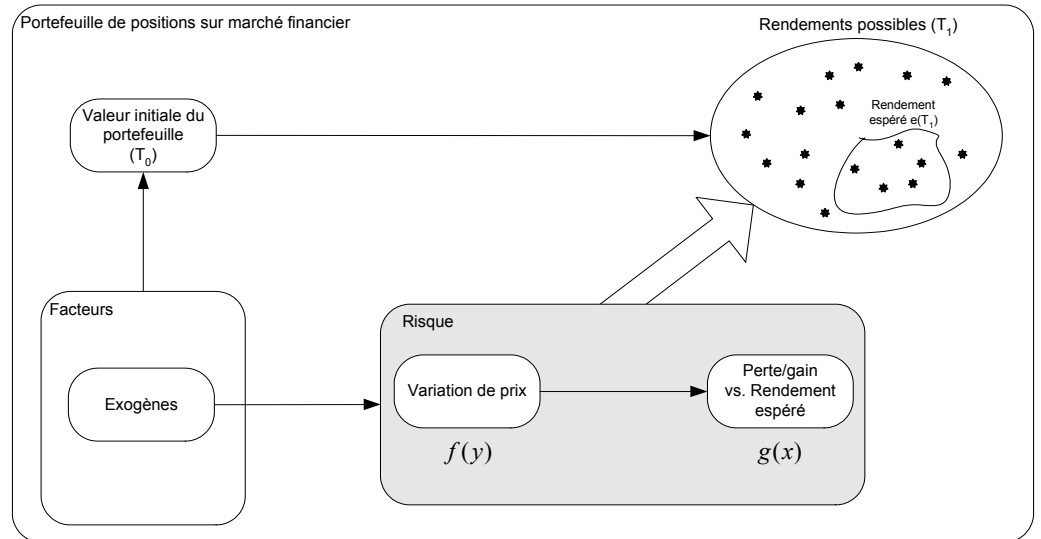 Portefeuille de positions sur marché financier
Rendements possibles (T₁)
Valeur initiale du
portefeuille
(T₀)
Rendement
espéré e(T₁)
Facteurs
Exogènes
Risque
Variation de prix
f(y)
Perte/gain
vs. Rendement
espéré
g(x)